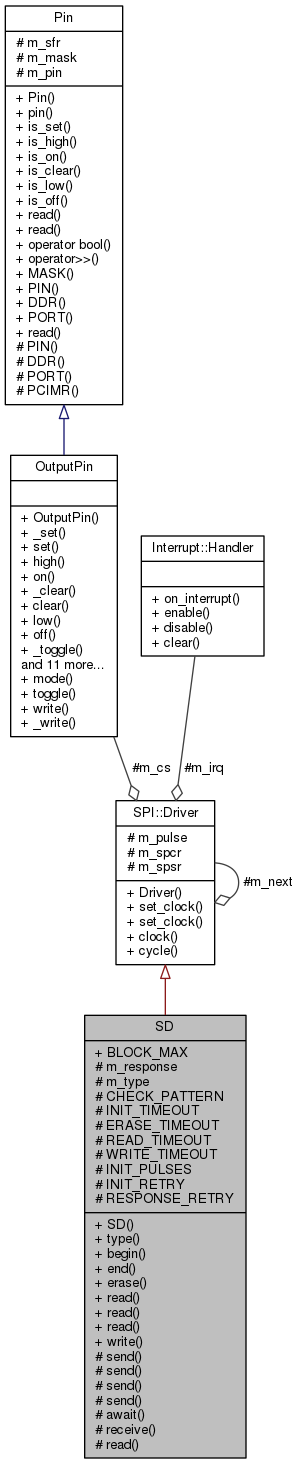 Pin
# m_sfr
# m_mask
# m_pin
+ Pin()
+ pin()
+ is_set()
+ is_high()
+ is_on()
+ is_clear()
+ is_low()
+ is_off()
+ read()
+ read()
+ operator bool()
+ operator>>()
+ MASK()
+ PIN()
+ DDR()
+ PORT()
+ read()
# PIN()
# DDR()
# PORT()
# PCIMR()
OutputPin
+ OutputPin()
+ _set()
+ set()
+ high()
+ on()
+ _clear()
+ clear()
+ low()
+ off()
+ _toggle()
and 11 more...
+ mode()
+ toggle()
+ write()
+ _write()
Interrupt::Handler
+ on_interrupt()
+ enable()
+ disable()
+ clear()
#m_cs
#m_irq
SPI::Driver
# m_pulse
# m_spcr
# m_spsr
+ Driver()
+ set_clock()
+ set_clock()
+ clock()
+ cycle()
#m_next
SD
+ BLOCK_MAX
# m_response
# m_type
# CHECK_PATTERN
# INIT_TIMEOUT
# ERASE_TIMEOUT
# READ_TIMEOUT
# WRITE_TIMEOUT
# INIT_PULSES
# INIT_RETRY
# RESPONSE_RETRY
+ SD()
+ type()
+ begin()
+ end()
+ erase()
+ read()
+ read()
+ read()
+ write()
# send()
# send()
# send()
# send()
# await()
# receive()
# read()